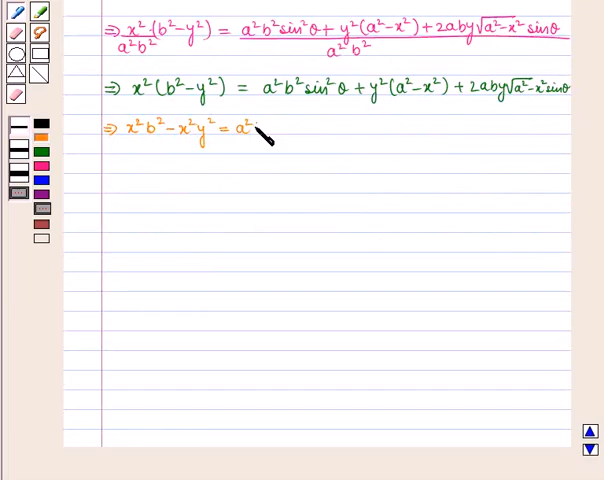 ⇒ x²(b²−y²)/a²b² = (a²b²sin²θ + y²(a²−x²) + 2aby√(a²−x²) sinθ)/a²b²
⇒ x²(b²−y²) = a²b²sin²θ + y²(a²−x²) + 2aby√(a²−x²) sinθ
⇒ x²b² − x²y² = a²